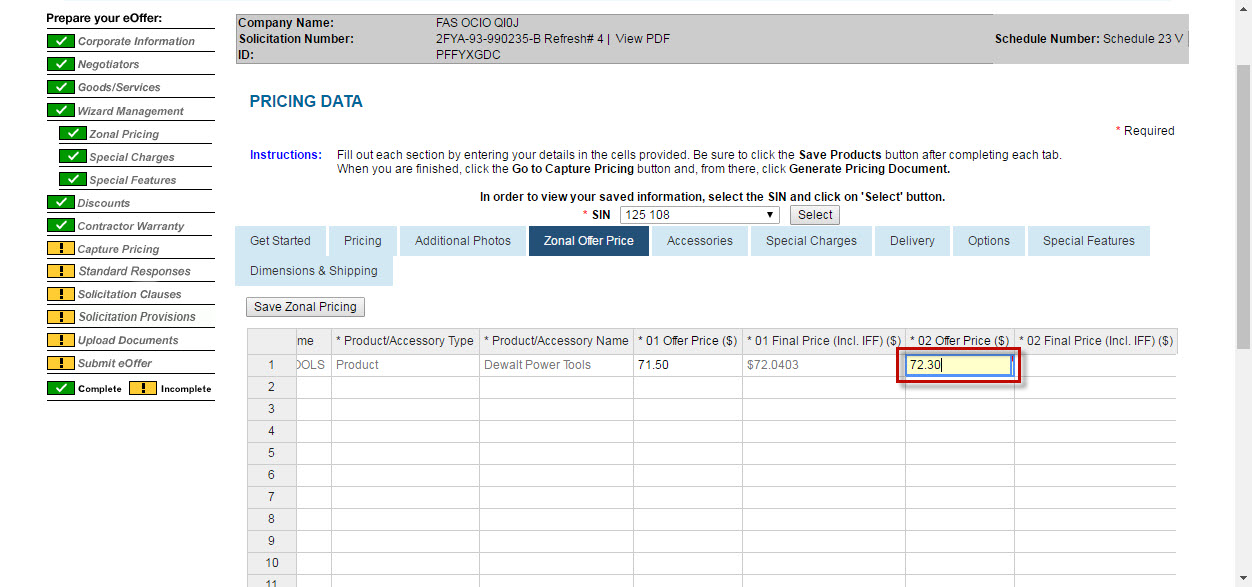 Prepare your eOffer:
Corporate Information
Negotiators
Goods/Services
Wizard Management
Zonal Pricing
Special Charges
Special Features
Discounts
Contractor Warranty
Capture Pricing
Standard Responses
Solicitation Clauses
Solicitation Provisions
Upload Documents
Submit eOffer
Complete Incomplete
Company Name: FAS OCIO QI0J
Solicitation Number: 2FYA-93-990235-B Refresh# 4 | View PDF Schedule Number: Schedule 23 V
ID: PFFYXGDC
PRICING DATA
* Required
Instructions: Fill out each section by entering your details in the cells provided. Be sure to click the Save Products button after completing each tab.
When you are finished, click the Go to Capture Pricing button and, from there, click Generate Pricing Document.
In order to view your saved information, select the SIN and click on 'Select' button.
* SIN 125 108 Select
Get Started Pricing Additional Photos Zonal Offer Price Accessories Special Charges Delivery Options Special Features
Dimensions & Shipping
Save Zonal Pricing
me * Product/Accessory Type * Product/Accessory Name * 01 Offer Price ($) * 01 Final Price (Incl. IFF) ($) * 02 Offer Price ($) * 02 Final Price (Incl. IFF) ($)
1 OOLS Product Dewalt Power Tools 71.50 $72.0403 72.30
2
3
4
5
6
7
8
9
10
11